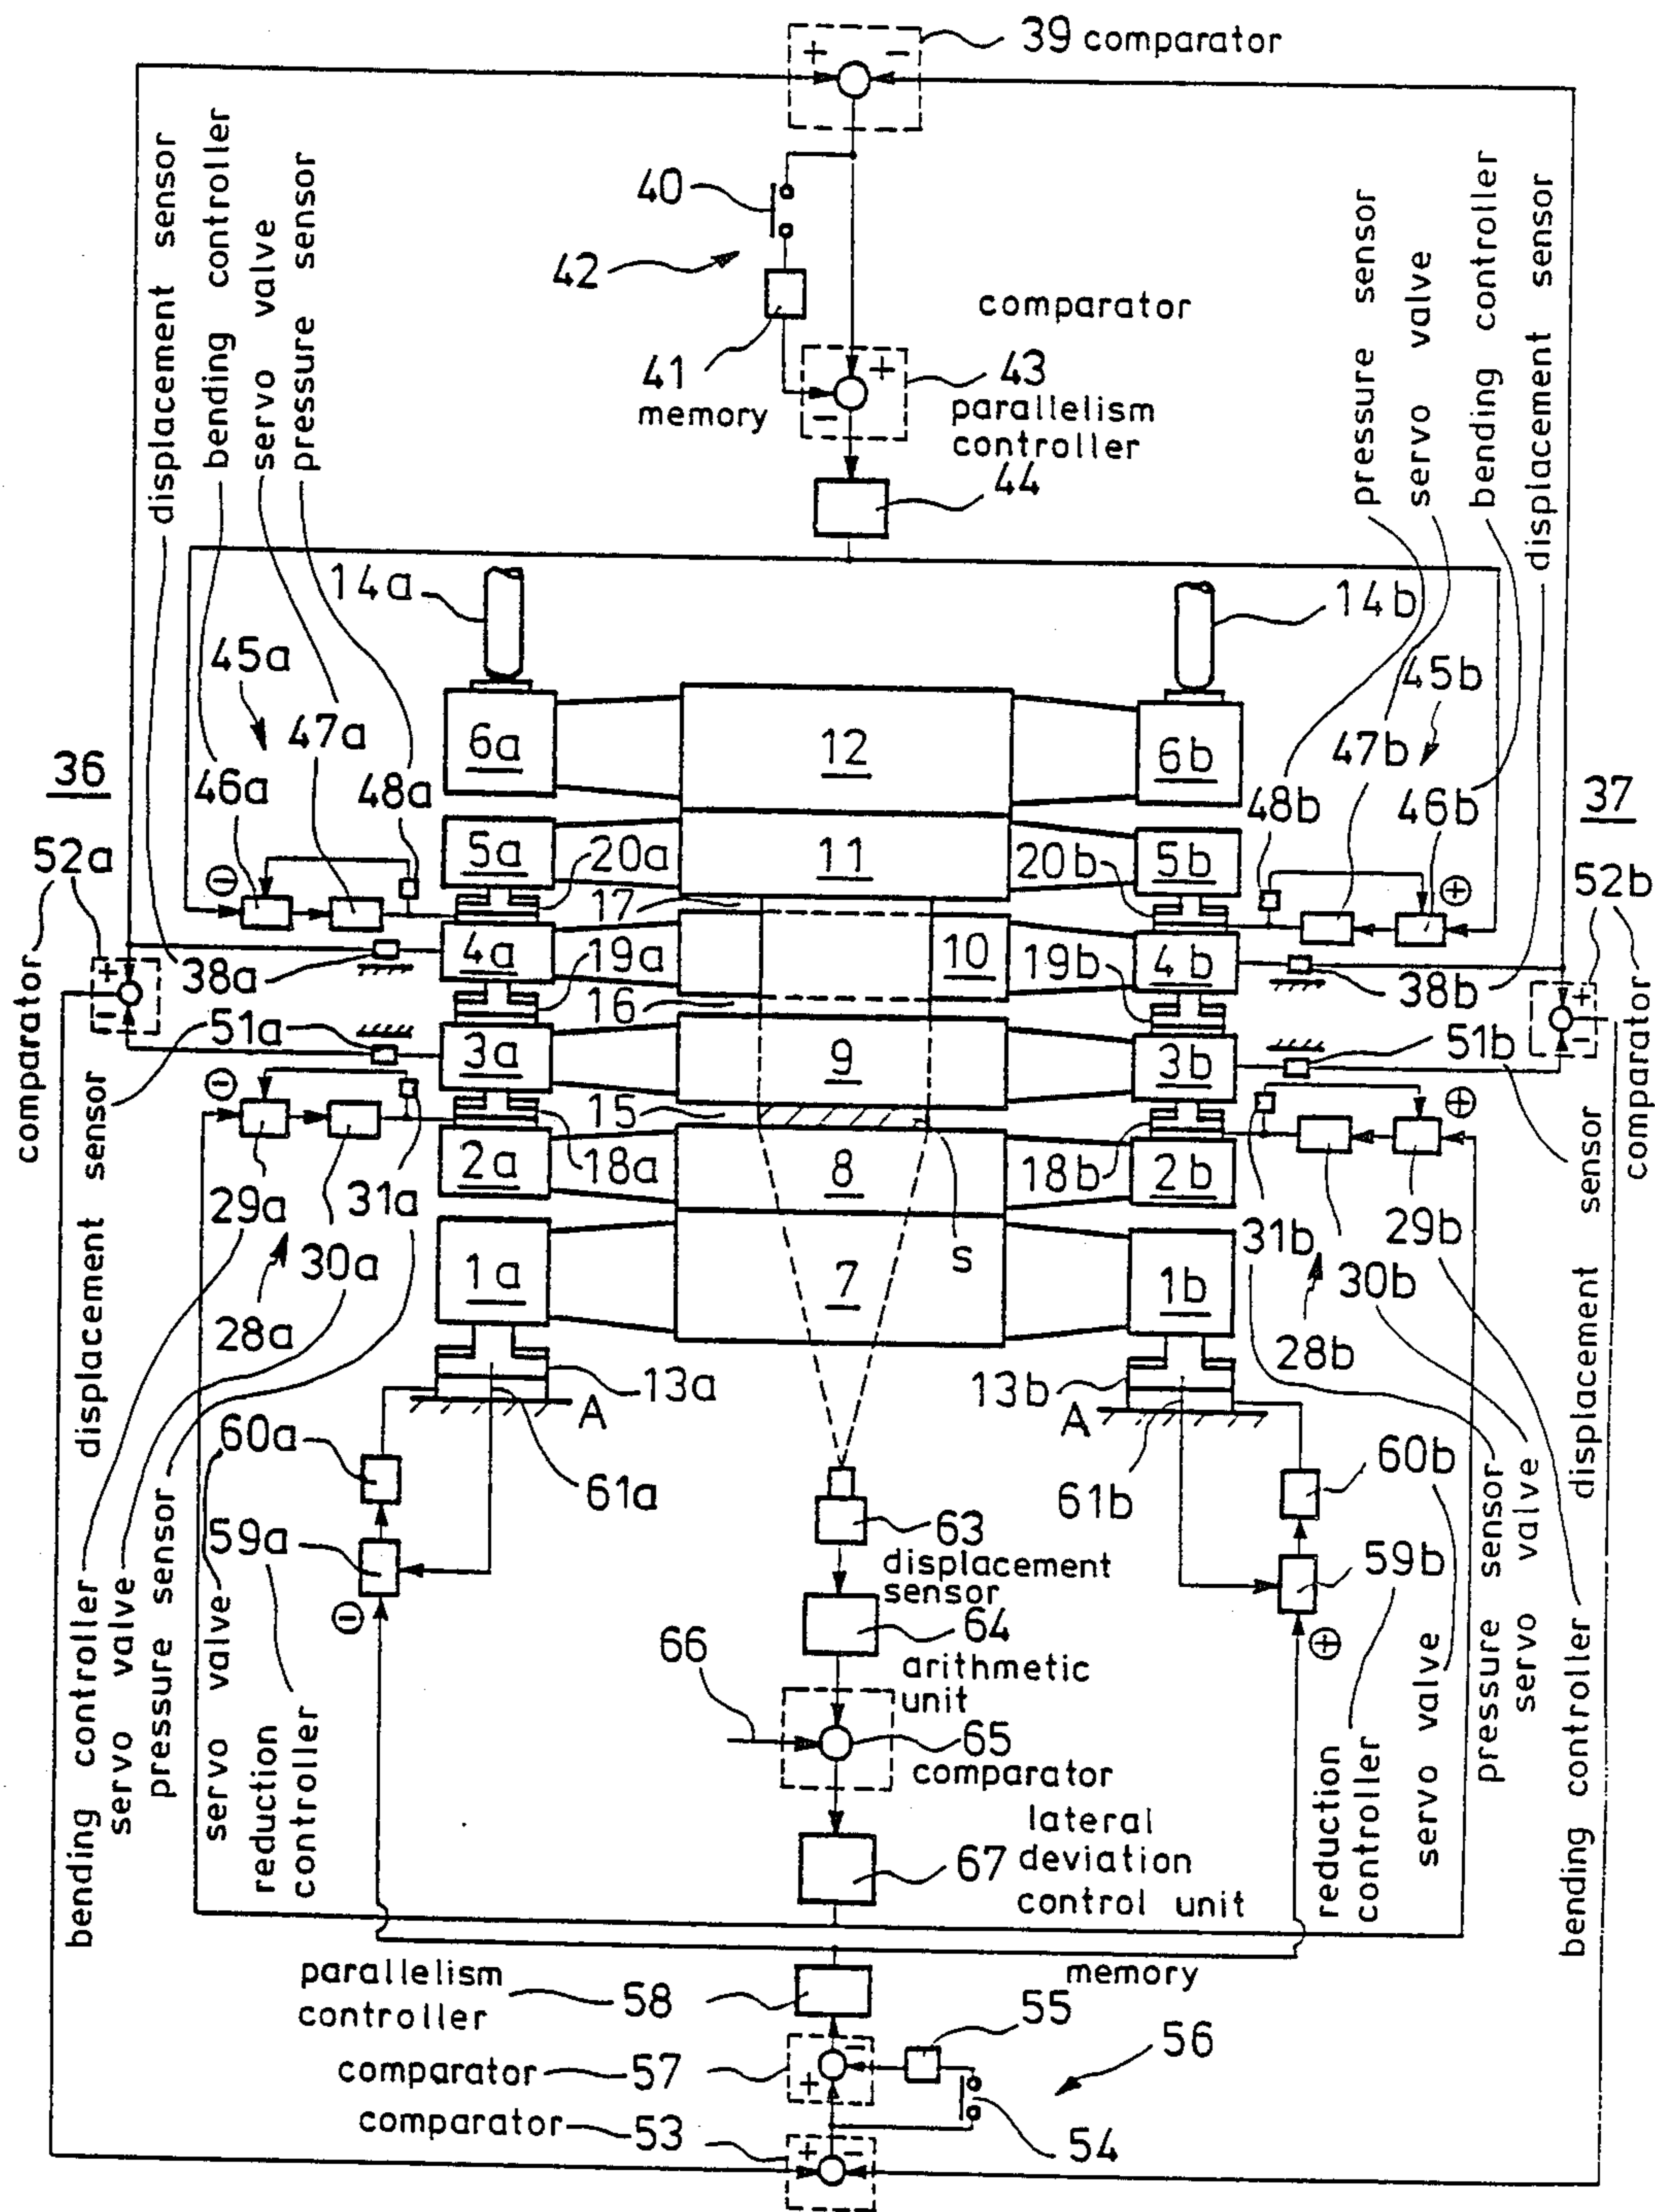 39 comparator
+ −
displacement sensor
bending controller
servo valve
pressure sensor
40
42
comparator
41
memory
+
−
43
parallelism
controller
44
pressure sensor
servo valve
bending controller
displacement sensor
14a
14b
45a
45b
36
46a
47a
48a
6a
12
6b
47b
48b
46b
37
52a
5a
20a
11
20b
5b
52b
⊖
17
⊕
comparator
+
−
38a
4a
19a
10
19b
4b
38b
+
−
comparator
16
51a
3a
9
3b
51b
⊖
15
⊕
displacement sensor
2a
18a
8
18b
2b
displacement sensor
29a
31a
31b
29b
30a
28a
1a
7
S
1b
30b
28b
13a
A
13b
A
60a
61a
61b
60b
59a
63
displacement
sensor
59b
⊖
64
arithmetic
unit
⊕
66
65
comparator
bending controller
servo valve
pressure sensor
servo valve
reduction
controller
67
lateral
deviation
control unit
reduction
controller
servo valve
pressure sensor
servo valve
bending controller
parallelism
controller
58
memory
55
56
comparator
57
−
+
comparator
53
54
+ −